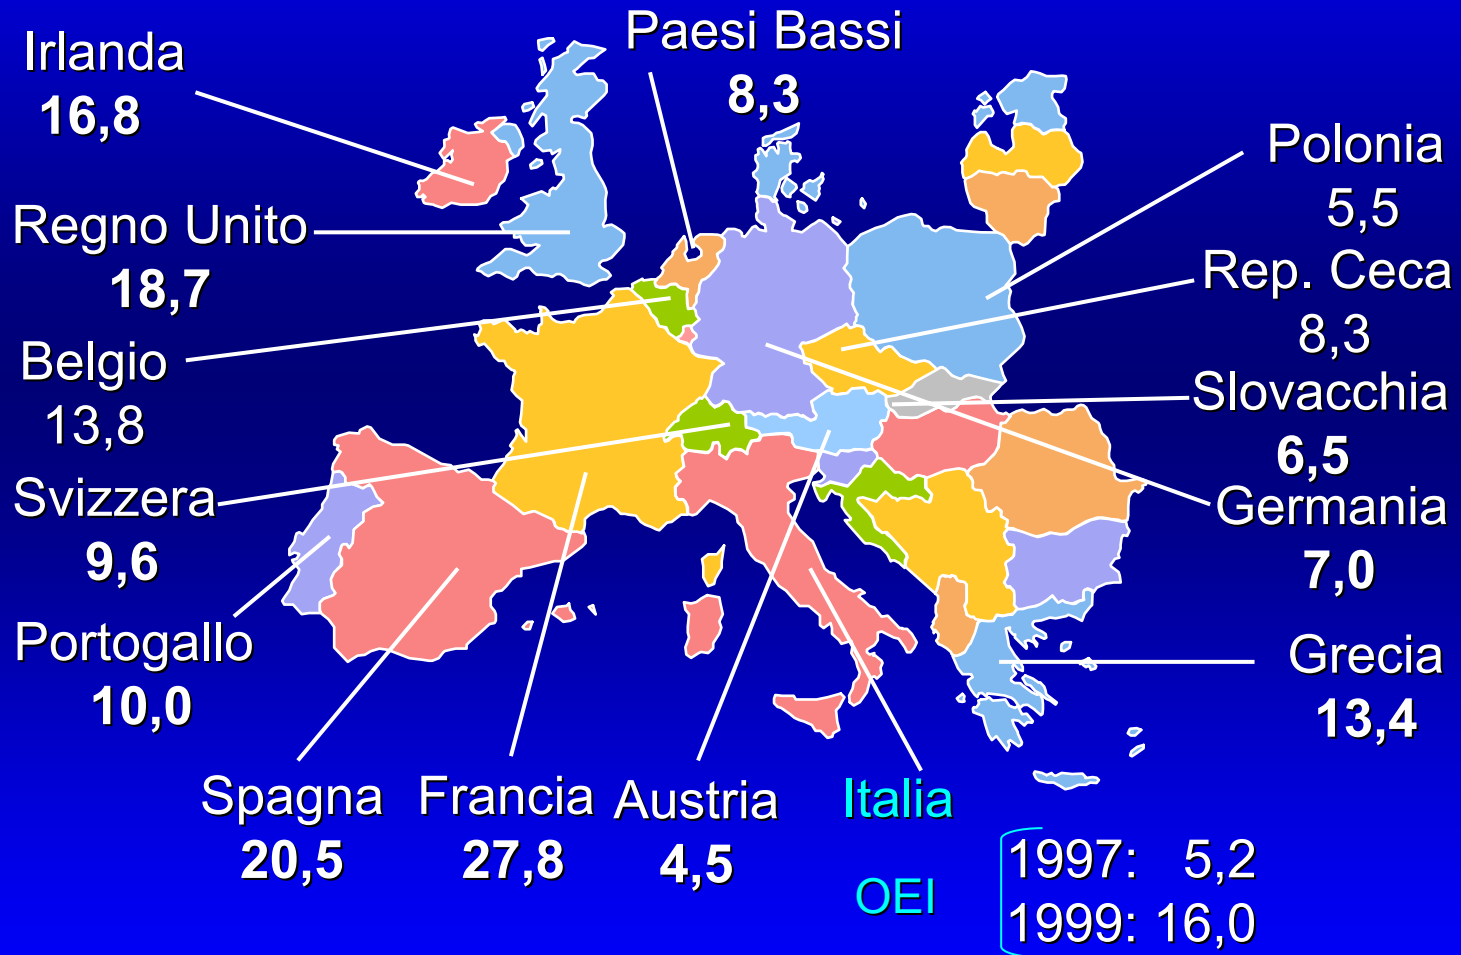 Paesi Bassi
8,3
Irlanda
16,8
Polonia
5,5
Regno Unito
18,7
Rep. Ceca
8,3
Belgio
13,8
Slovacchia
6,5
Svizzera
9,6
Germania
7,0
Portogallo
10,0
Grecia
13,4
Spagna
20,5
Francia
27,8
Austria
4,5
Italia
OEI
1997: 5,2
1999: 16,0